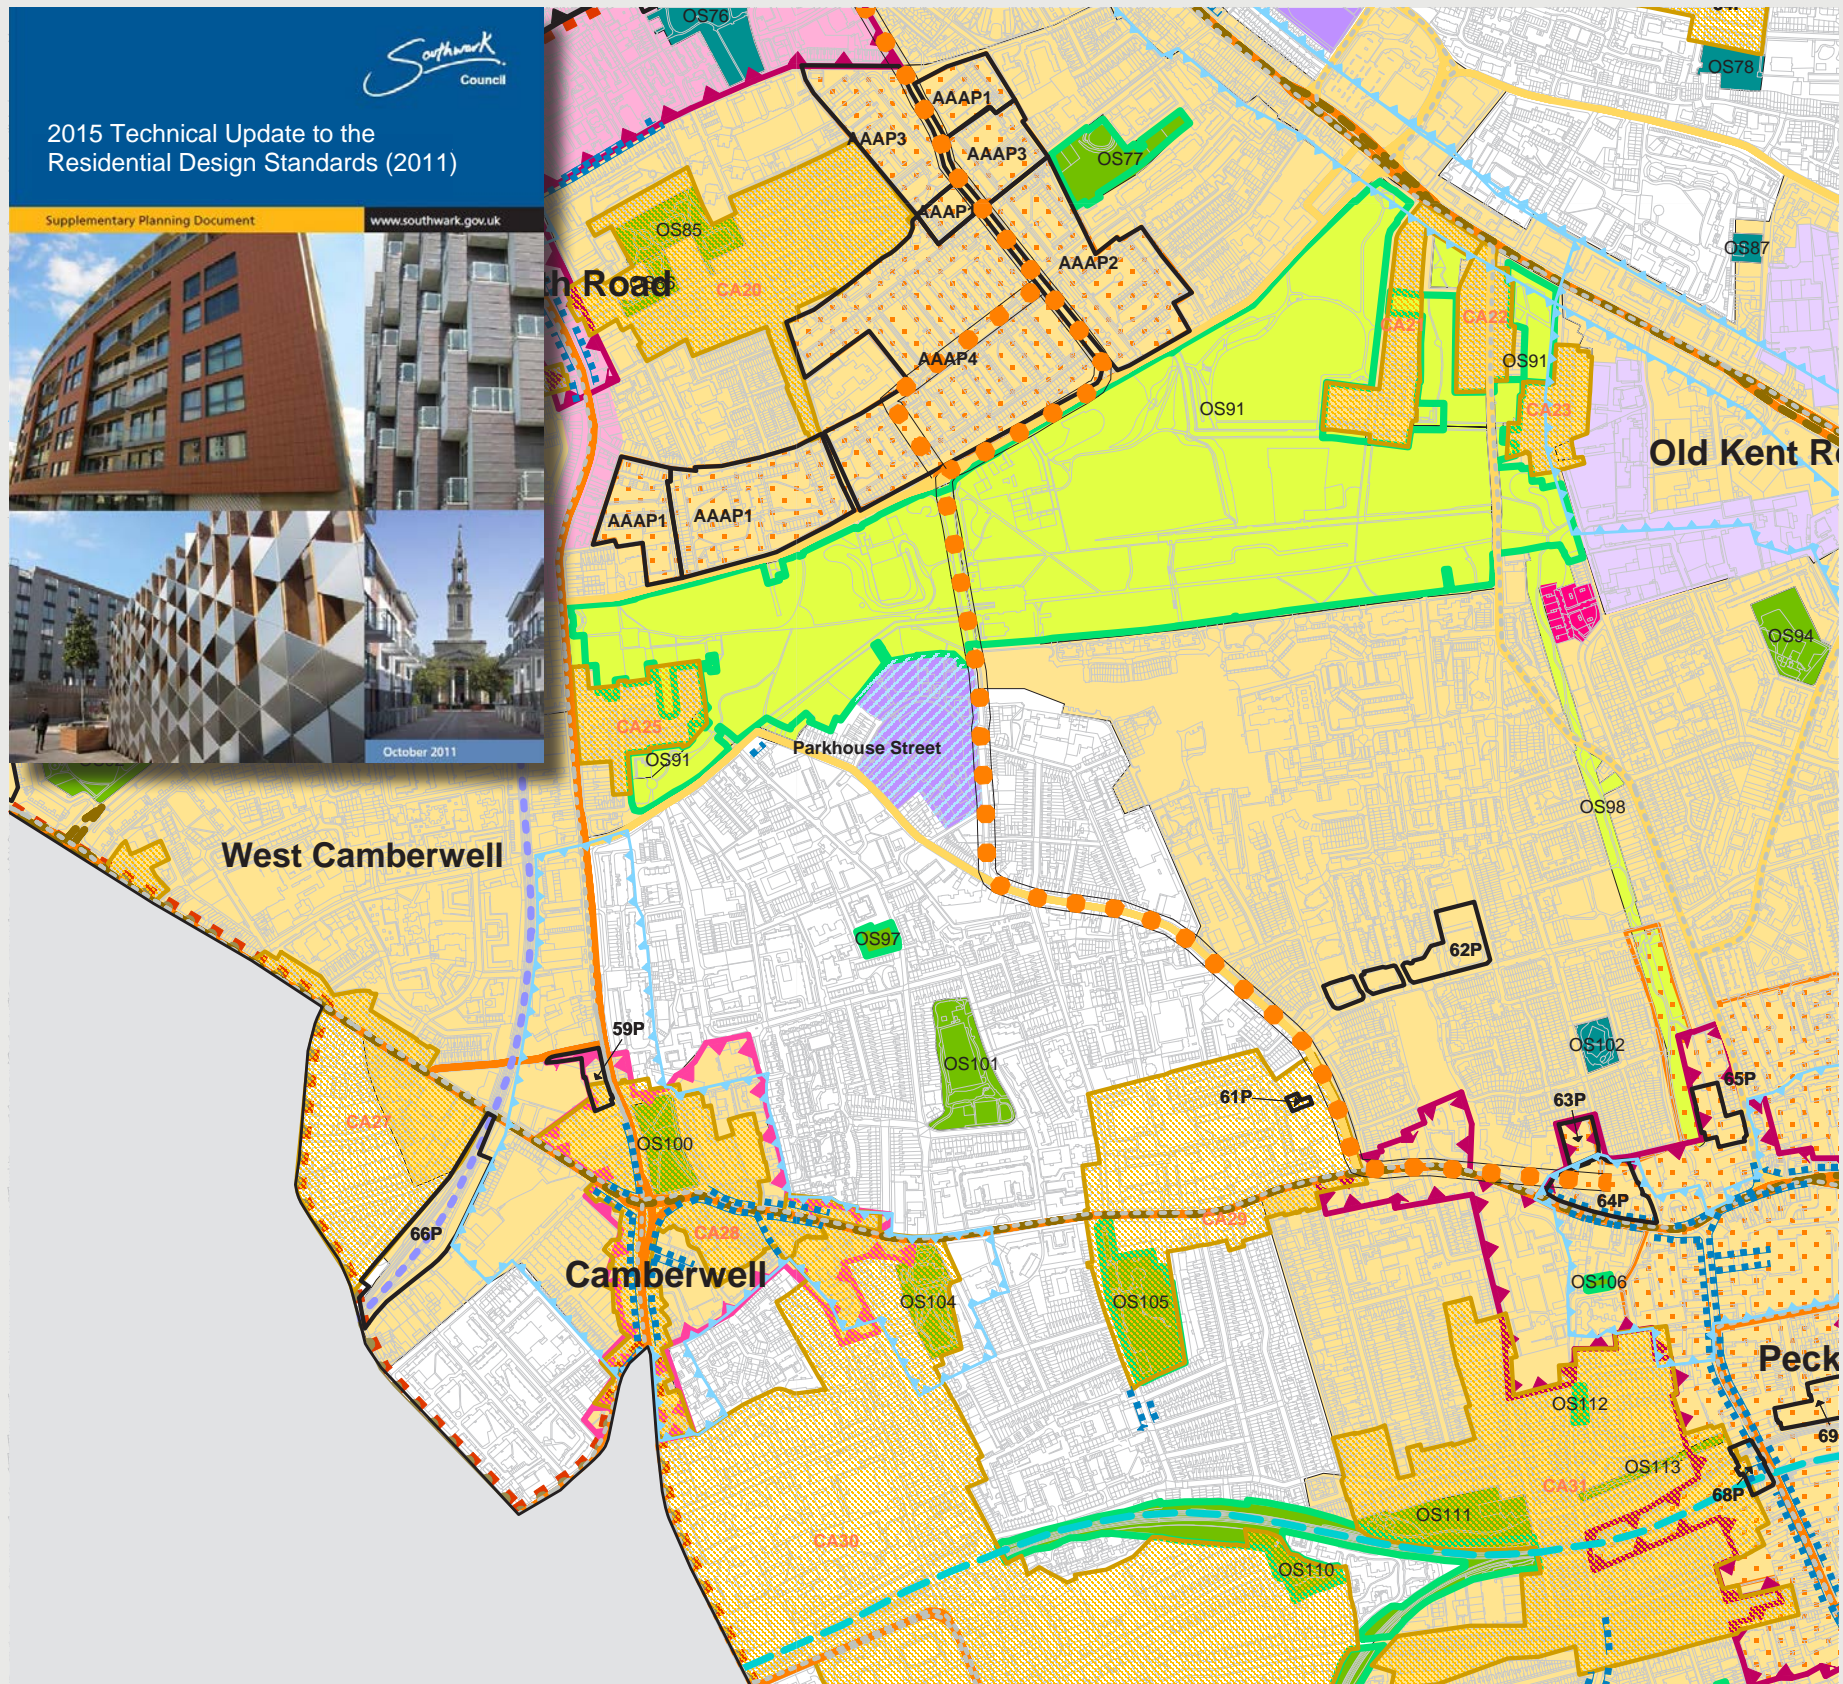 Southwark
Council
2015 Technical Update to the
Residential Design Standards (2011)
Supplementary Planning Document
www.southwark.gov.uk
October 2011
OS76
OS78
AAAP1
AAAP3
AAAP3
OS77
AAAP1
OS85
OS87
AAAP2
h Road
CA20
CA21
CA22
AAAP4
OS91
OS91
CA23
Old Kent R
AAAP1
AAAP1
OS94
CA25
OS91
Parkhouse Street
OS98
West Camberwell
OS97
62P
59P
OS102
OS101
65P
61P
63P
CA27
OS100
64P
66P
CA28
CA29
Camberwell
OS106
OS104
OS105
Peck
OS112
69
OS113
CA31
68P
OS111
CA30
OS110